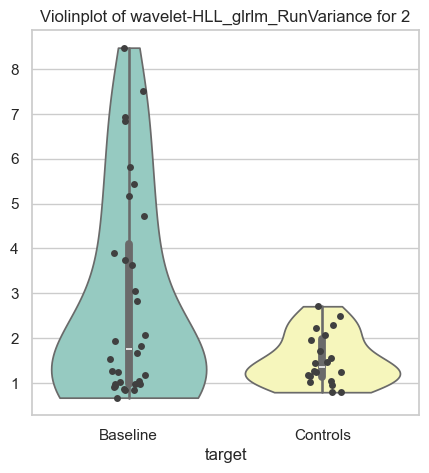 Violinplot of wavelet-HLL_glrlm_RunVariance for 2
8
7
6
5
4
3
2
1
Baseline Controls
target